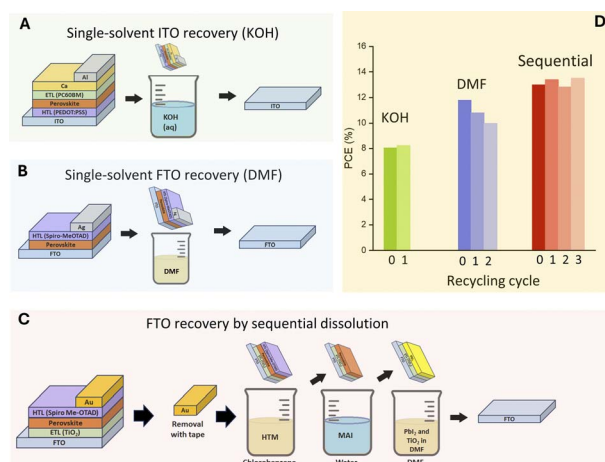 A
Single-solvent ITO recovery (KOH)
Al
Ca
ETL (PC60BM)
Perovskite
HTL (PEDOT:PSS)
ITO
KOH
(aq)
ITO
B
Single-solvent FTO recovery (DMF)
Ag
HTL (Spiro-MeOTAD)
Perovskite
FTO
DMF
FTO
D
16
14
12
10
8
6
4
2
0
PCE (%)
KOH
DMF
Sequential
0 1
0 1 2
0 1 2 3
Recycling cycle
C
FTO recovery by sequential dissolution
Au
HTL (Spiro Me-OTAD)
Perovskite
ETL (TiO₂)
FTO
Au
Removal
with tape
HTM
MAI
PbI₂ and
TiO₂ in
DMF
FTO
Chlorobenzene
Water
DMF